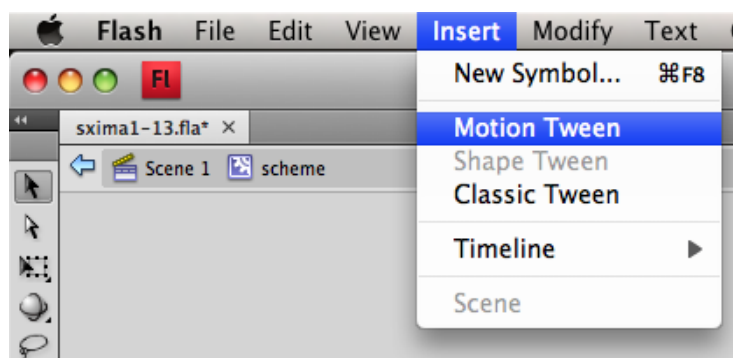 Flash File Edit View Insert Modify Text
Fl
New Symbol... ⌘F8
sxima1-13.fla* ×
Motion Tween
Scene 1 scheme
Shape Tween
Classic Tween
Timeline ▶
Scene